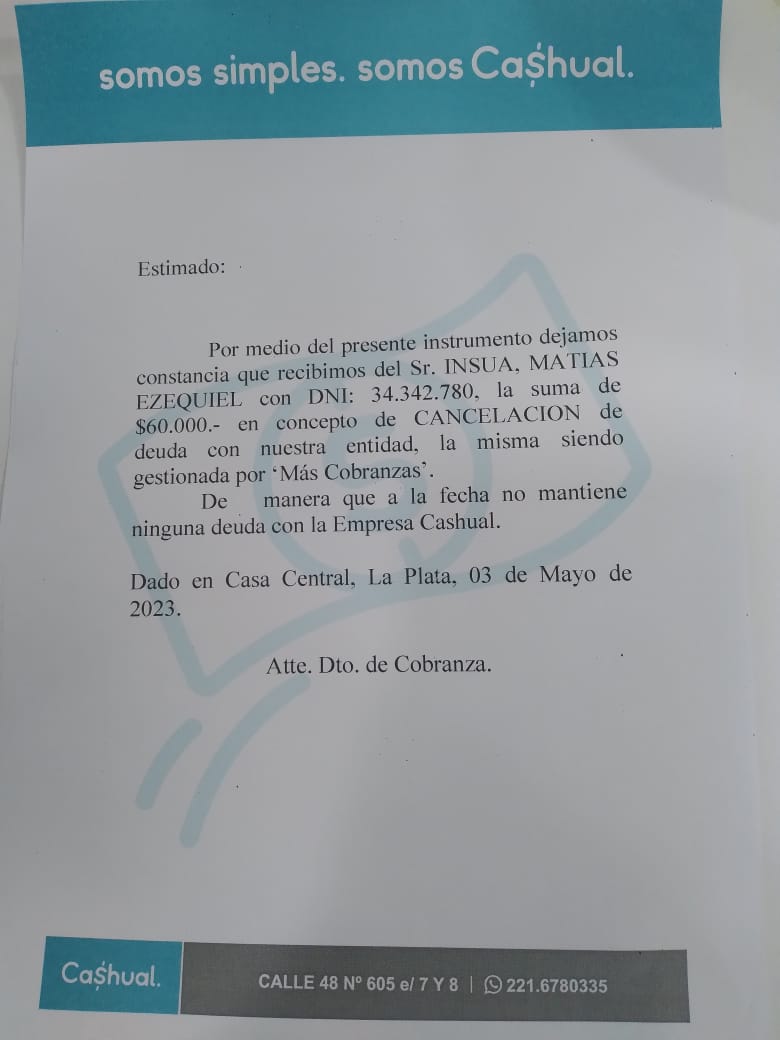 somos simples. somos Ca$hual.
Estimado:
Por medio del presente instrumento dejamos
constancia que recibimos del Sr. INSUA, MATIAS
EZEQUIEL con DNI: 34.342.780, la suma de
$60.000.- en concepto de CANCELACION de
deuda con nuestra entidad, la misma siendo
gestionada por ‘Más Cobranzas’.
De manera que a la fecha no mantiene
ninguna deuda con la Empresa Cashual.
Dado en Casa Central, La Plata, 03 de Mayo de
2023.
Atte. Dto. de Cobranza.
Ca$hual.
CALLE 48 Nº 605 e/ 7 Y 8 | 221.6780335